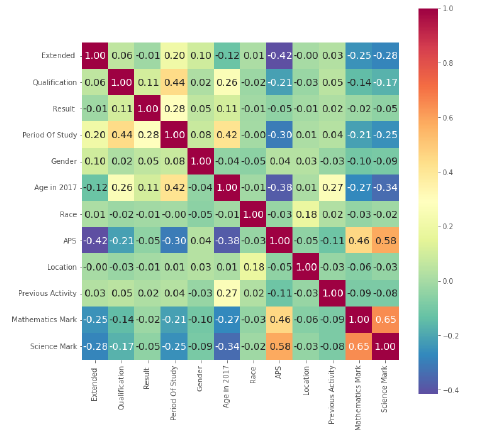 Extended 1.00 0.06 -0.01 0.20 0.10 -0.12 0.01 -0.42 -0.00 0.03 -0.25 -0.28
Qualification 0.06 1.00 0.11 0.44 0.02 0.26 -0.02 -0.21 -0.03 0.05 -0.14 -0.17
Result -0.01 0.11 1.00 0.28 0.05 0.11 -0.01 -0.05 -0.01 0.02 -0.02 -0.05
Period Of Study 0.20 0.44 0.28 1.00 0.08 0.42 -0.00 -0.30 0.01 0.04 -0.21 -0.25
Gender 0.10 0.02 0.05 0.08 1.00 -0.04 -0.05 0.04 0.03 -0.03 -0.10 -0.09
Age in 2017 -0.12 0.26 0.11 0.42 -0.04 1.00 -0.01 -0.38 0.01 0.27 -0.27 -0.34
Race 0.01 -0.02 -0.01 -0.00 -0.05 -0.01 1.00 -0.03 0.18 0.02 -0.03 -0.02
APS -0.42 -0.21 -0.05 -0.30 0.04 -0.38 -0.03 1.00 -0.05 -0.11 0.46 0.58
Location -0.00 -0.03 -0.01 0.01 0.03 0.01 0.18 -0.05 1.00 -0.03 -0.06 -0.03
Previous Activity 0.03 0.05 0.02 0.04 -0.03 0.27 0.02 -0.11 -0.03 1.00 -0.09 -0.08
Mathematics Mark -0.25 -0.14 -0.02 -0.21 -0.10 -0.27 -0.03 0.46 -0.06 -0.09 1.00 0.65
Science Mark -0.28 -0.17 -0.05 -0.25 -0.09 -0.34 -0.02 0.58 -0.03 -0.08 0.65 1.00
Extended
Qualification
Result
Period Of Study
Gender
Age in 2017
Race
APS
Location
Previous Activity
Mathematics Mark
Science Mark
1.0
0.8
0.6
0.4
0.2
0.0
−0.2
−0.4